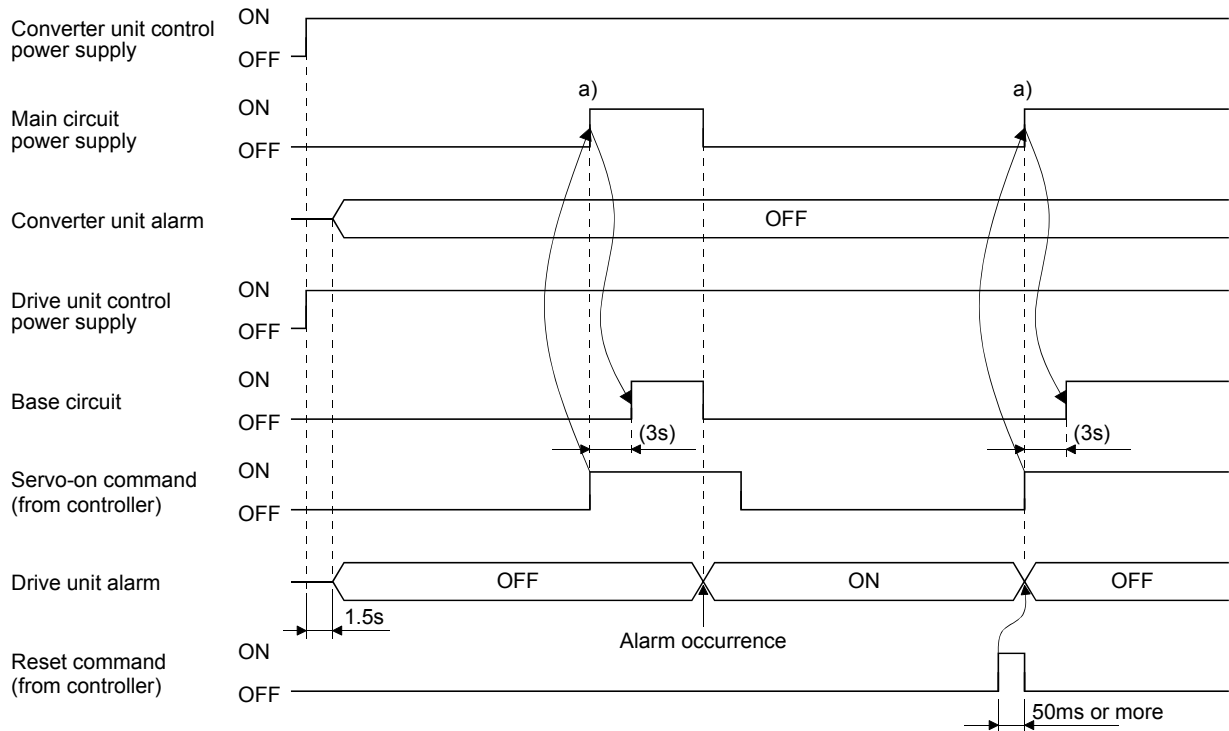 Converter unit control
power supply
ON
OFF
Main circuit
power supply
ON
OFF
a)
a)
Converter unit alarm
OFF
Drive unit control
power supply
ON
OFF
Base circuit
ON
OFF
(3s)
(3s)
Servo-on command
(from controller)
ON
OFF
Drive unit alarm
OFF
ON
OFF
1.5s
Alarm occurrence
Reset command
(from controller)
ON
OFF
50ms or more